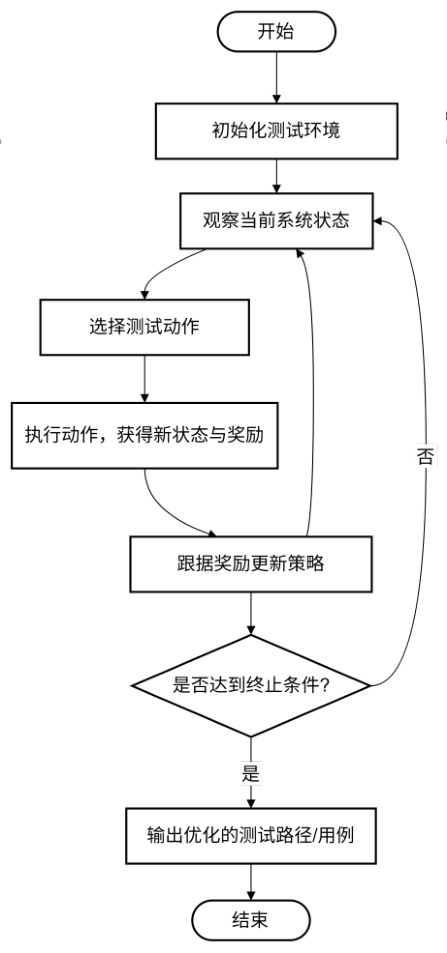 开始
初始化测试环境
观察当前系统状态
选择测试动作
执行动作，获得新状态与奖励
否
跟据奖励更新策略
是否达到终止条件?
是
输出优化的测试路径/用例
结束